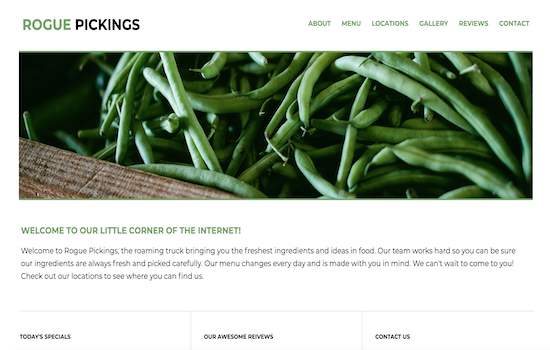 ROGUE PICKINGS
ABOUT MENU LOCATIONS GALLERY REVIEWS CONTACT
WELCOME TO OUR LITTLE CORNER OF THE INTERNET!
Welcome to Rogue Pickings, the roaming truck bringing you the freshest ingredients and ideas in food. Our team works hard so you can be sure
our ingredients are always fresh and picked carefully. Our menu changes every day and is made with you in mind. We can't wait to come to you!
Check out our locations to see where you can find us.
TODAY'S SPECIALS
OUR AWESOME REIVEWS
CONTACT US